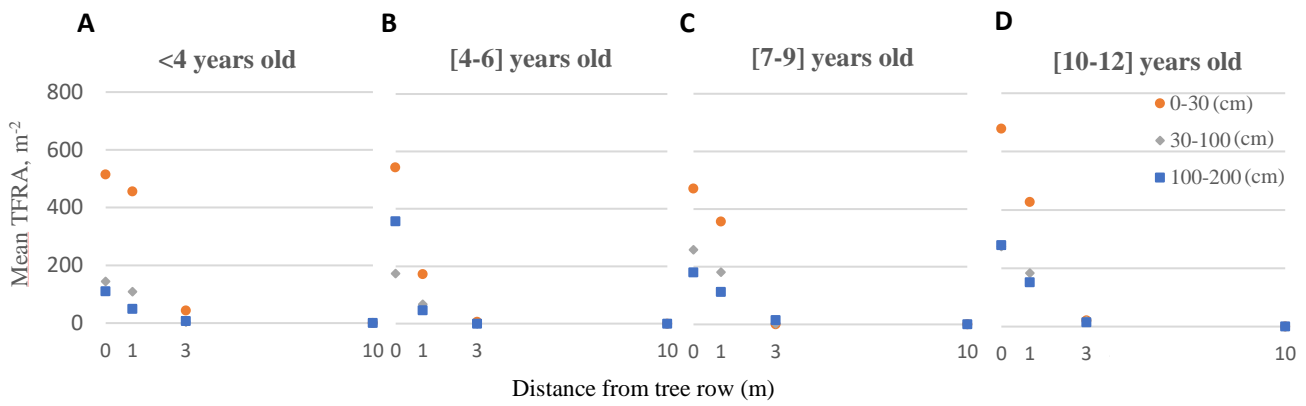 A
B
C
D
<4 years old
[4-6] years old
[7-9] years old
[10-12] years old
800
600
400
200
0
Mean TFRA, m-2
0-30 (cm)
30-100 (cm)
100-200 (cm)
0 1 3 10
0 1 3 10
0 1 3 10
0 1 3 10
Distance from tree row (m)